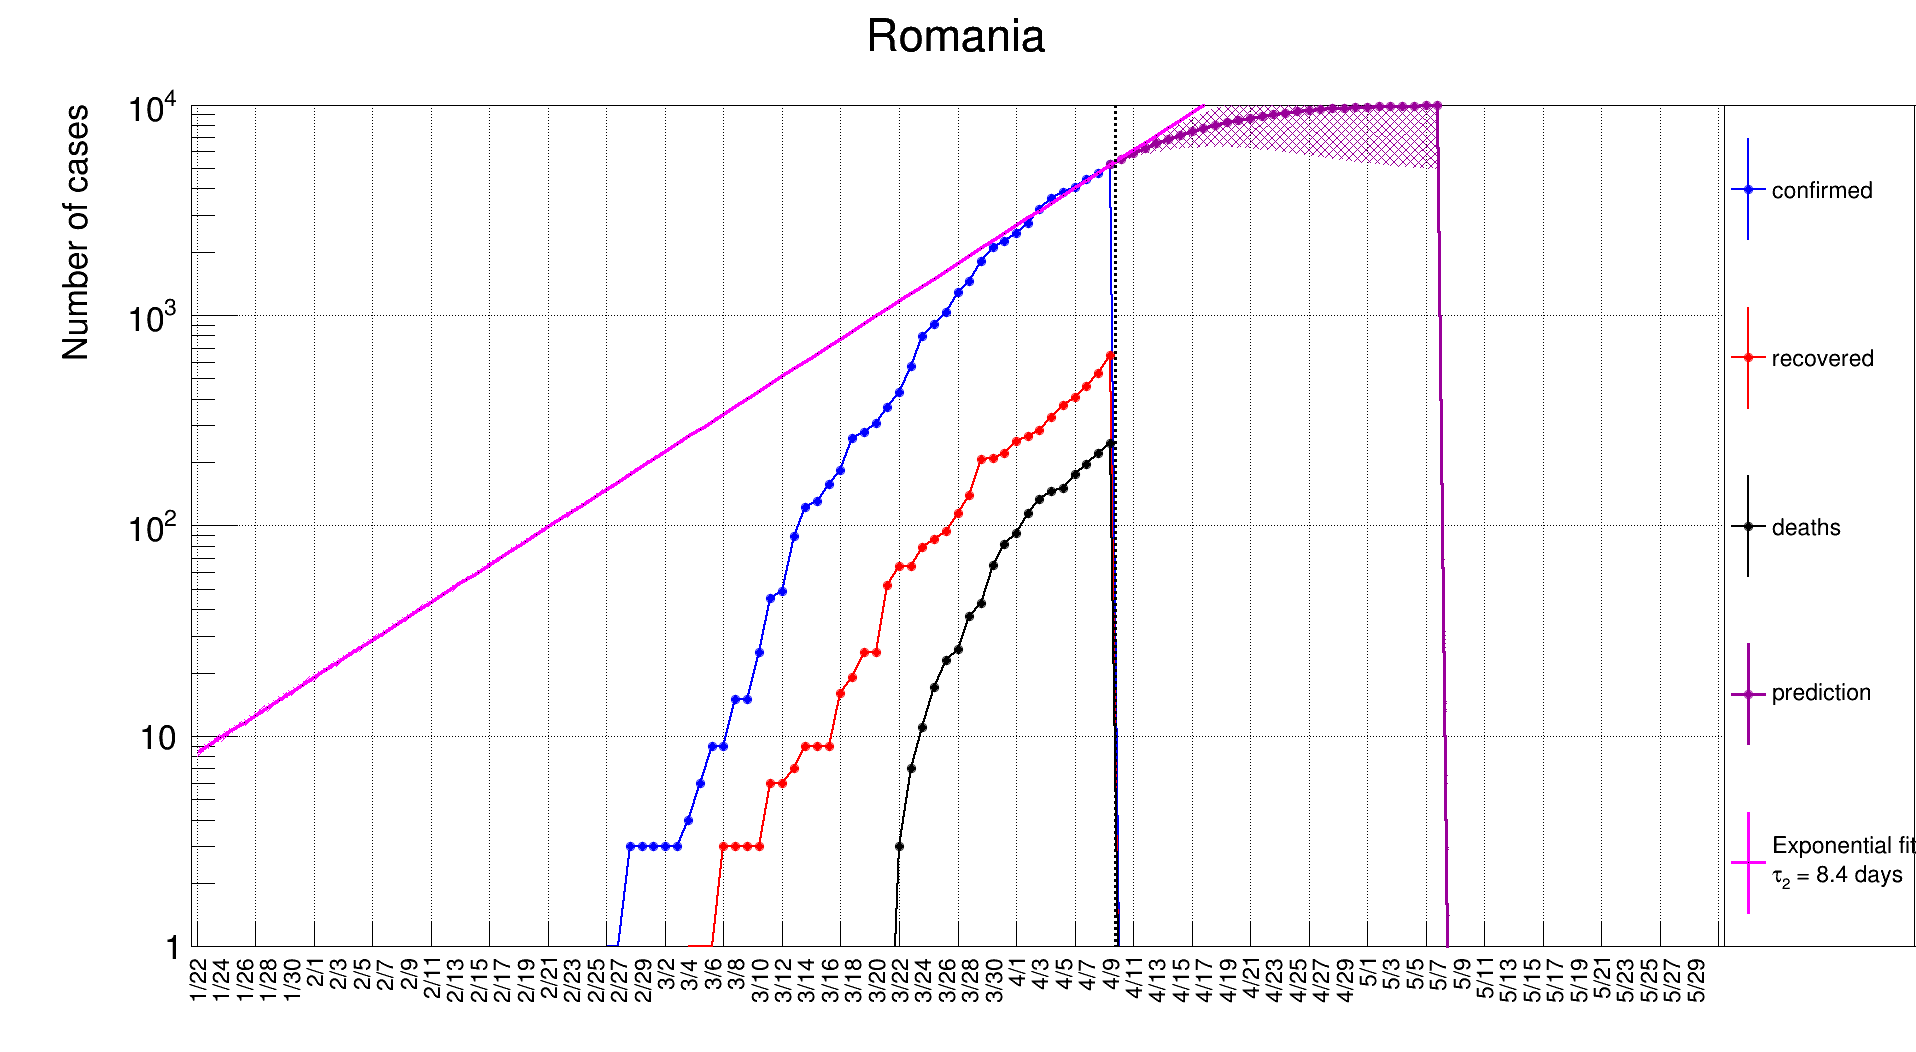 Romania
Number of cases
10⁴
10³
10²
10
1
1/22 1/24 1/26 1/28 1/30 2/1 2/3 2/5 2/7 2/9 2/11 2/13 2/15 2/17 2/19 2/21 2/23 2/25 2/27 2/29 3/2 3/4 3/6 3/8 3/10 3/12 3/14 3/16 3/18 3/20 3/22 3/24 3/26 3/28 3/30 4/1 4/3 4/5 4/7 4/9 4/11 4/13 4/15 4/17 4/19 4/21 4/23 4/25 4/27 4/29 5/1 5/3 5/5 5/7 5/9 5/11 5/13 5/15 5/17 5/19 5/21 5/23 5/25 5/27 5/29
confirmed
recovered
deaths
prediction
Exponential fit
τ₂ = 8.4 days